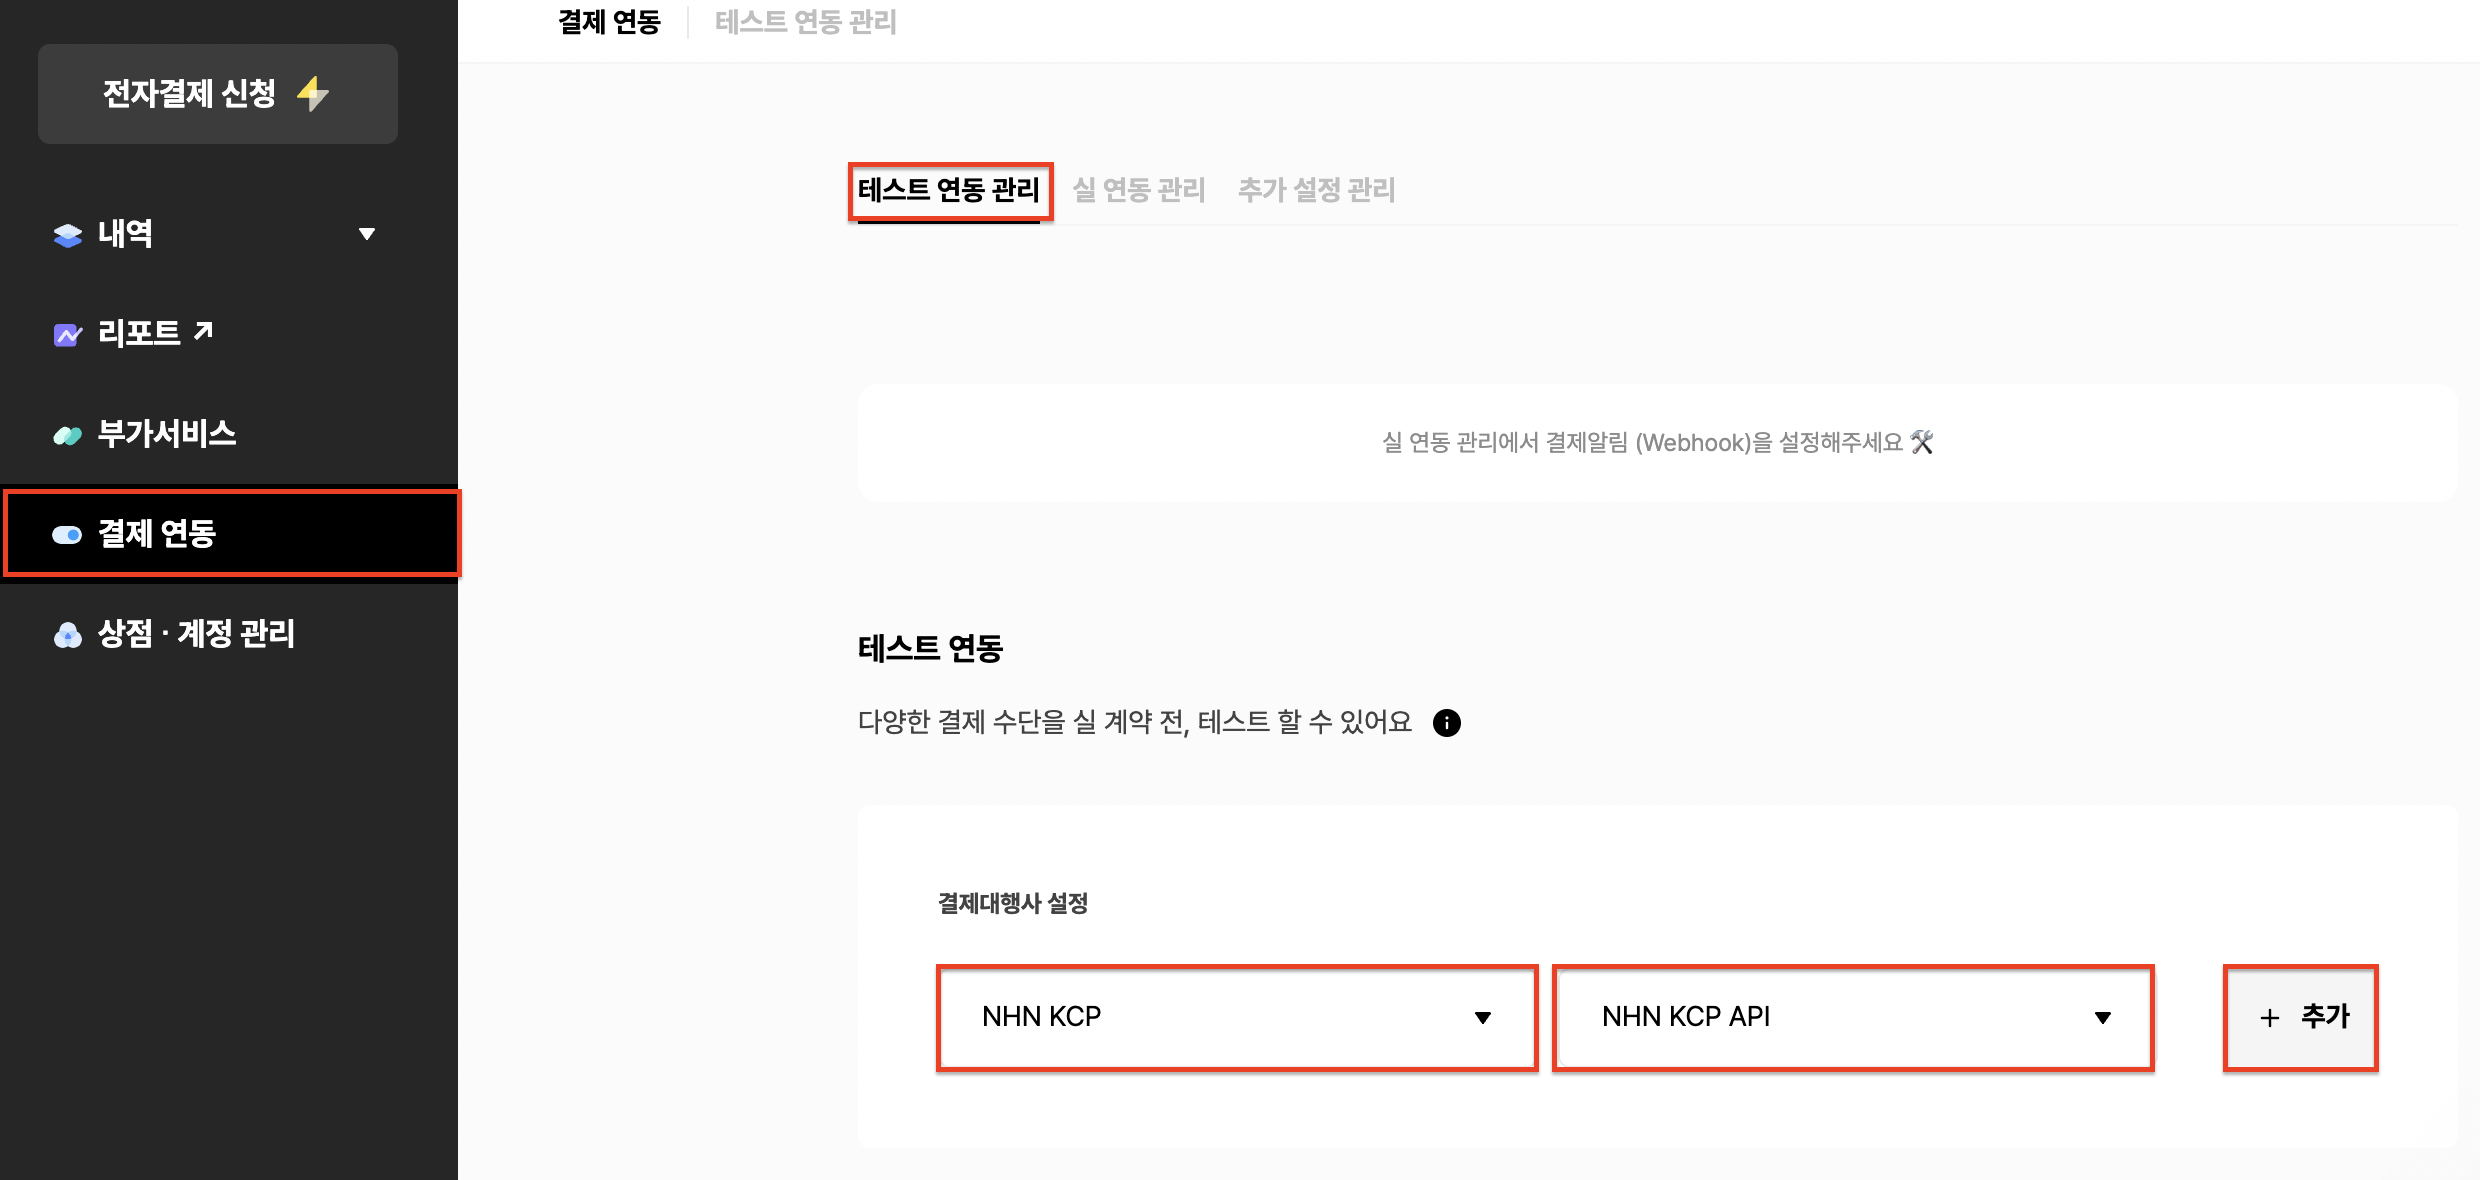 전자결제 신청
내역
리포트
부가서비스
결제 연동
상점 · 계정 관리
결제 연동 테스트 연동 관리
테스트 연동 관리 실 연동 관리 추가 설정 관리
실 연동 관리에서 결제알림 (Webhook)을 설정해주세요
테스트 연동
다양한 결제 수단을 실 계약 전, 테스트 할 수 있어요
결제대행사 설정
NHN KCP NHN KCP API + 추가